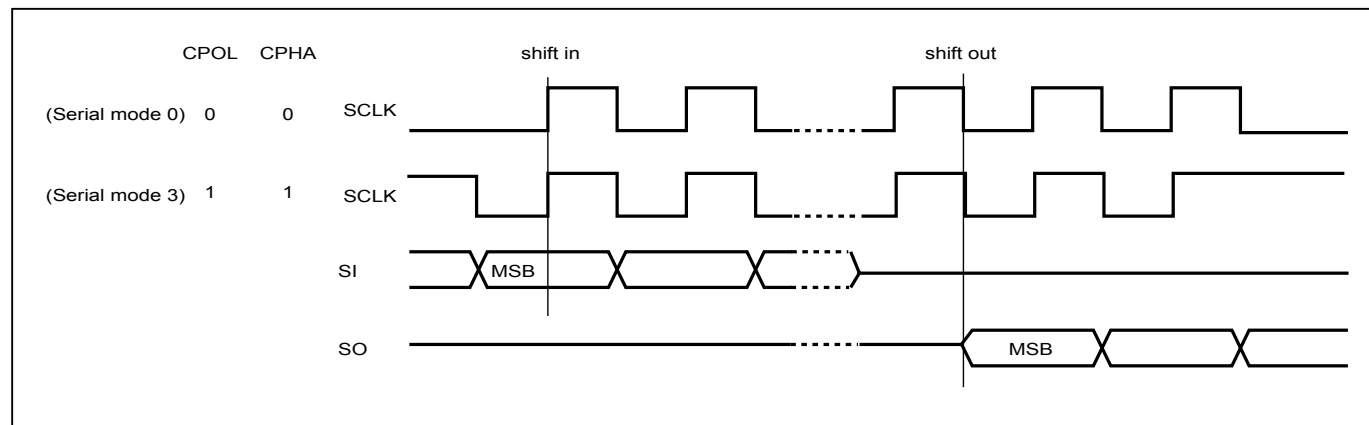 CPOL CPHA shift in shift out
(Serial mode 0) 0 0 SCLK
(Serial mode 3) 1 1 SCLK
SI MSB
SO MSB